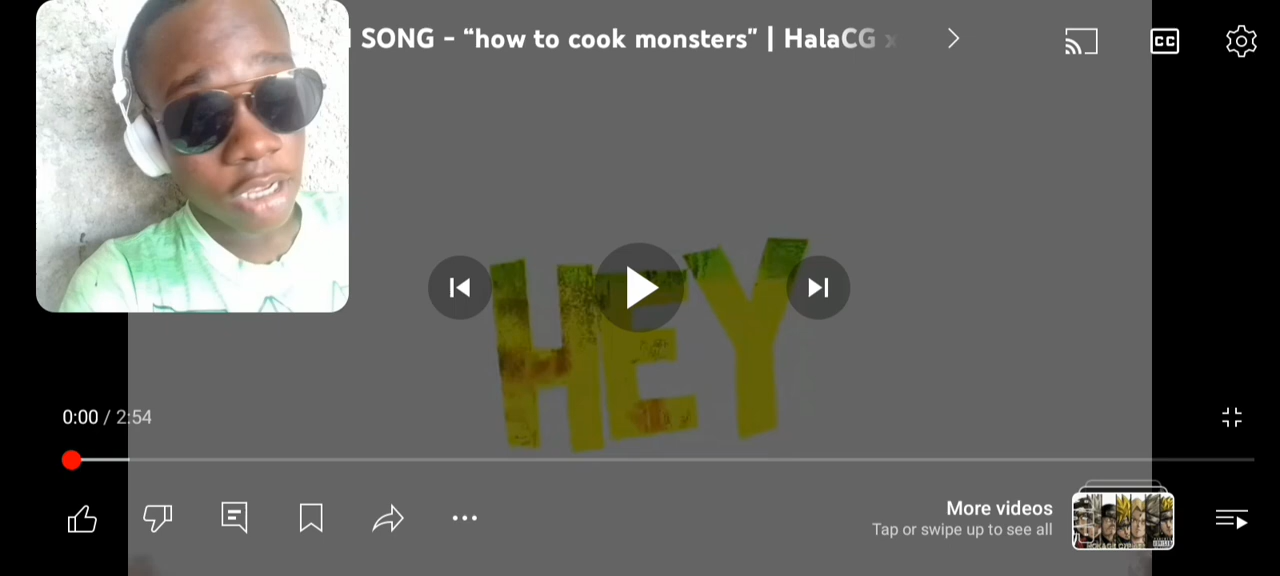 SONG - “how to cook monsters” | HalaCG x
CC
HEY
0:00 / 2:54
More videos
Tap or swipe up to see all